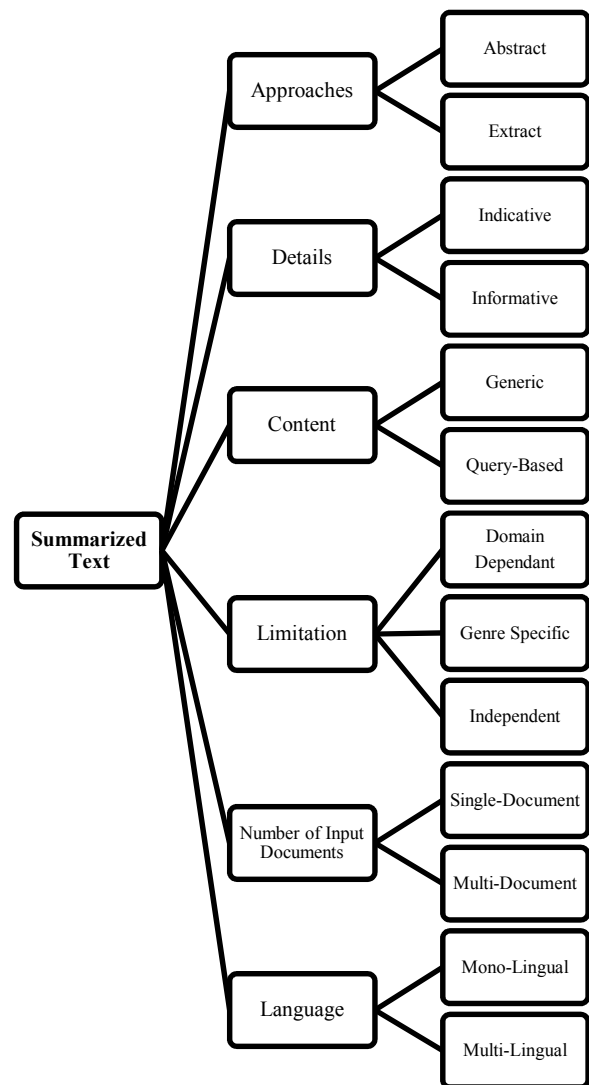 Summarized
Text
Approaches
Abstract
Extract
Details
Indicative
Informative
Content
Generic
Query-Based
Limitation
Domain
Dependant
Genre Specific
Independent
Number of Input
Documents
Single-Document
Multi-Document
Language
Mono-Lingual
Multi-Lingual